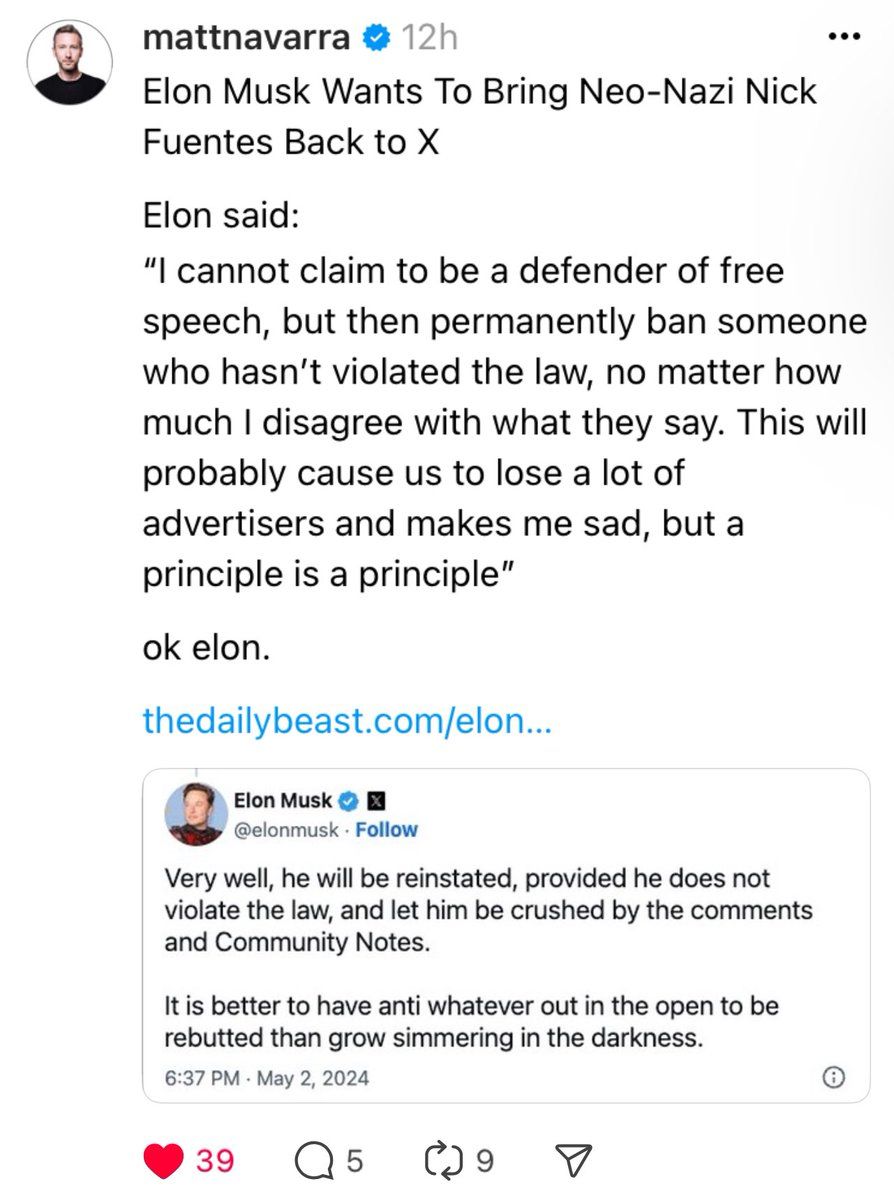 mattnavarra 12h
Elon Musk Wants To Bring Neo-Nazi Nick
Fuentes Back to X
Elon said:
“I cannot claim to be a defender of free
speech, but then permanently ban someone
who hasn’t violated the law, no matter how
much I disagree with what they say. This will
probably cause us to lose a lot of
advertisers and makes me sad, but a
principle is a principle”
ok elon.
thedailybeast.com/elon...
Elon Musk X
@elonmusk · Follow
Very well, he will be reinstated, provided he does not
violate the law, and let him be crushed by the comments
and Community Notes.
It is better to have anti whatever out in the open to be
rebutted than grow simmering in the darkness.
6:37 PM · May 2, 2024
39 5 9